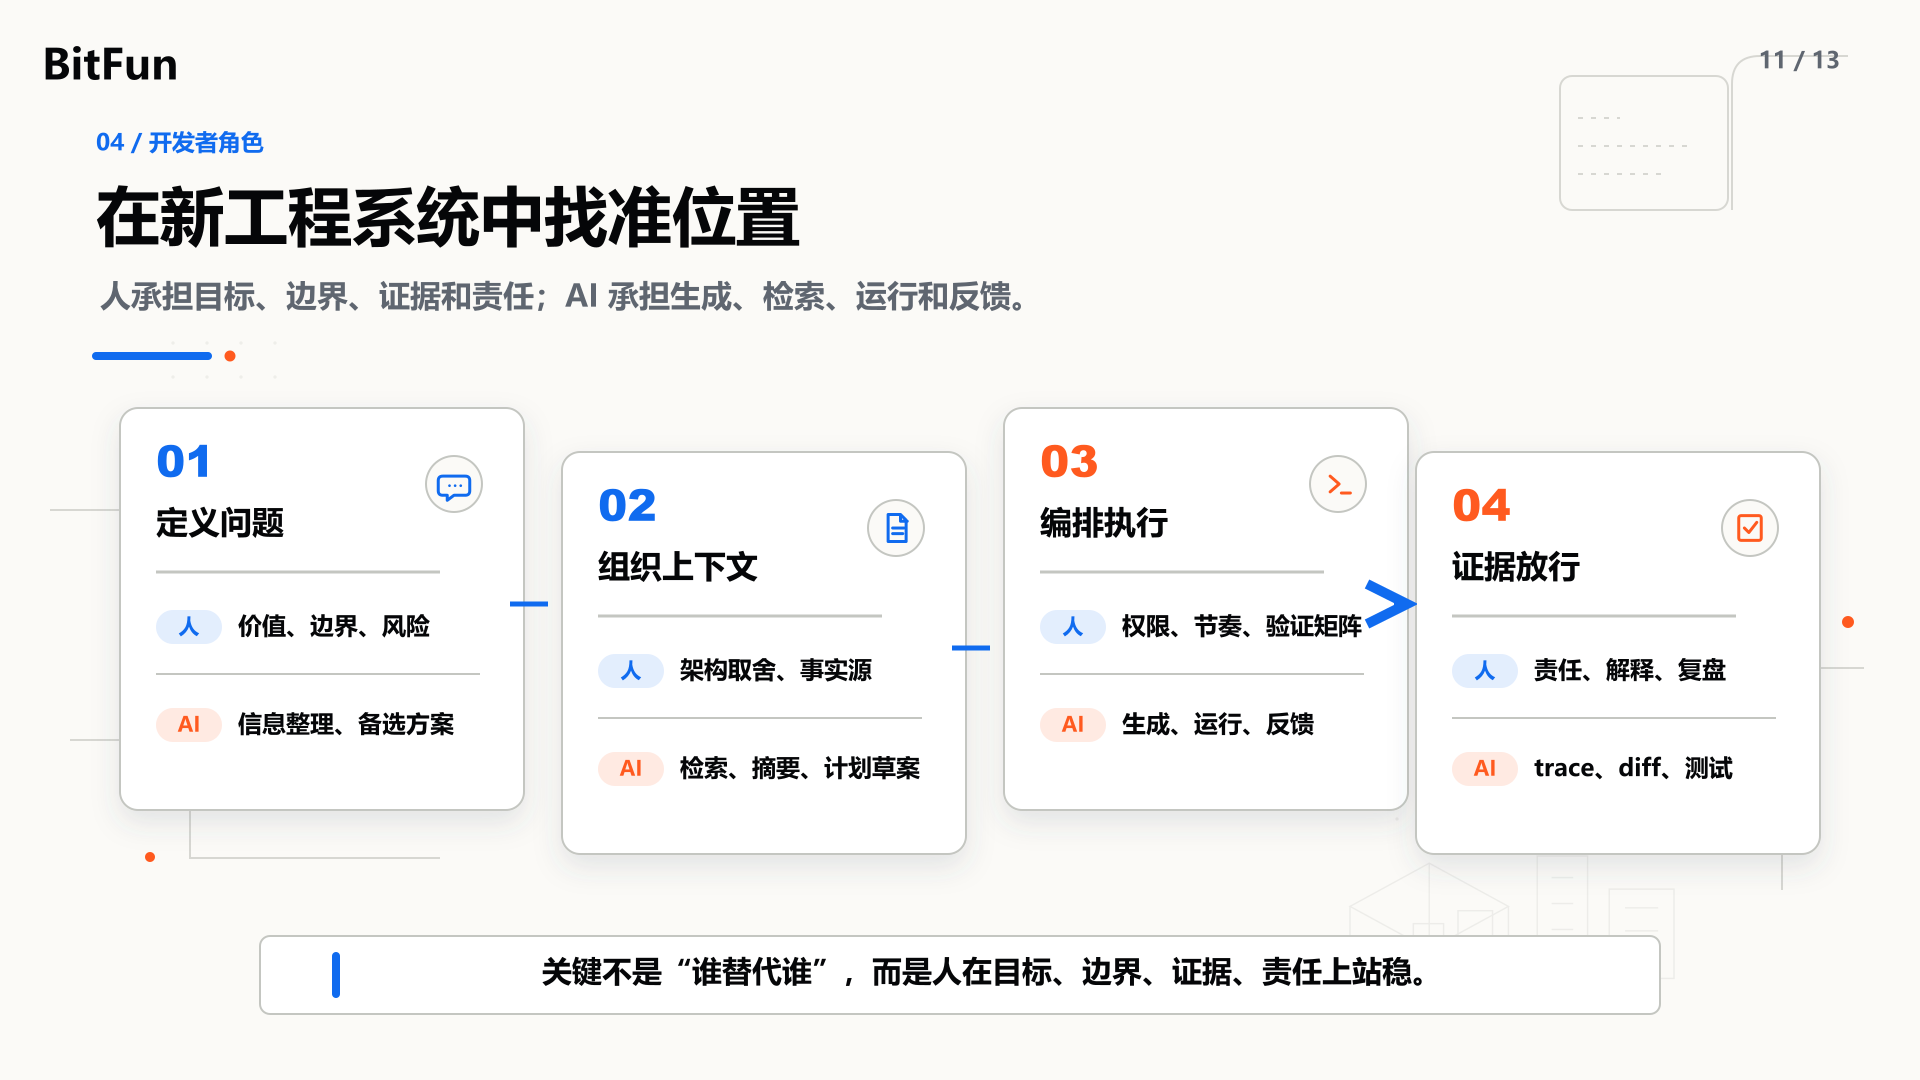 BitFun
11 / 13
04 / 开发者角色
在新工程系统中找准位置
人承担目标、边界、证据和责任；AI 承担生成、检索、运行和反馈。
01
定义问题
人 价值、边界、风险
AI 信息整理、备选方案
02
组织上下文
人 架构取舍、事实源
AI 检索、摘要、计划草案
03
编排执行
人 权限、节奏、验证矩阵
AI 生成、运行、反馈
04
证据放行
人 责任、解释、复盘
AI trace、diff、测试
关键不是“谁替代谁”，而是人在目标、边界、证据、责任上站稳。